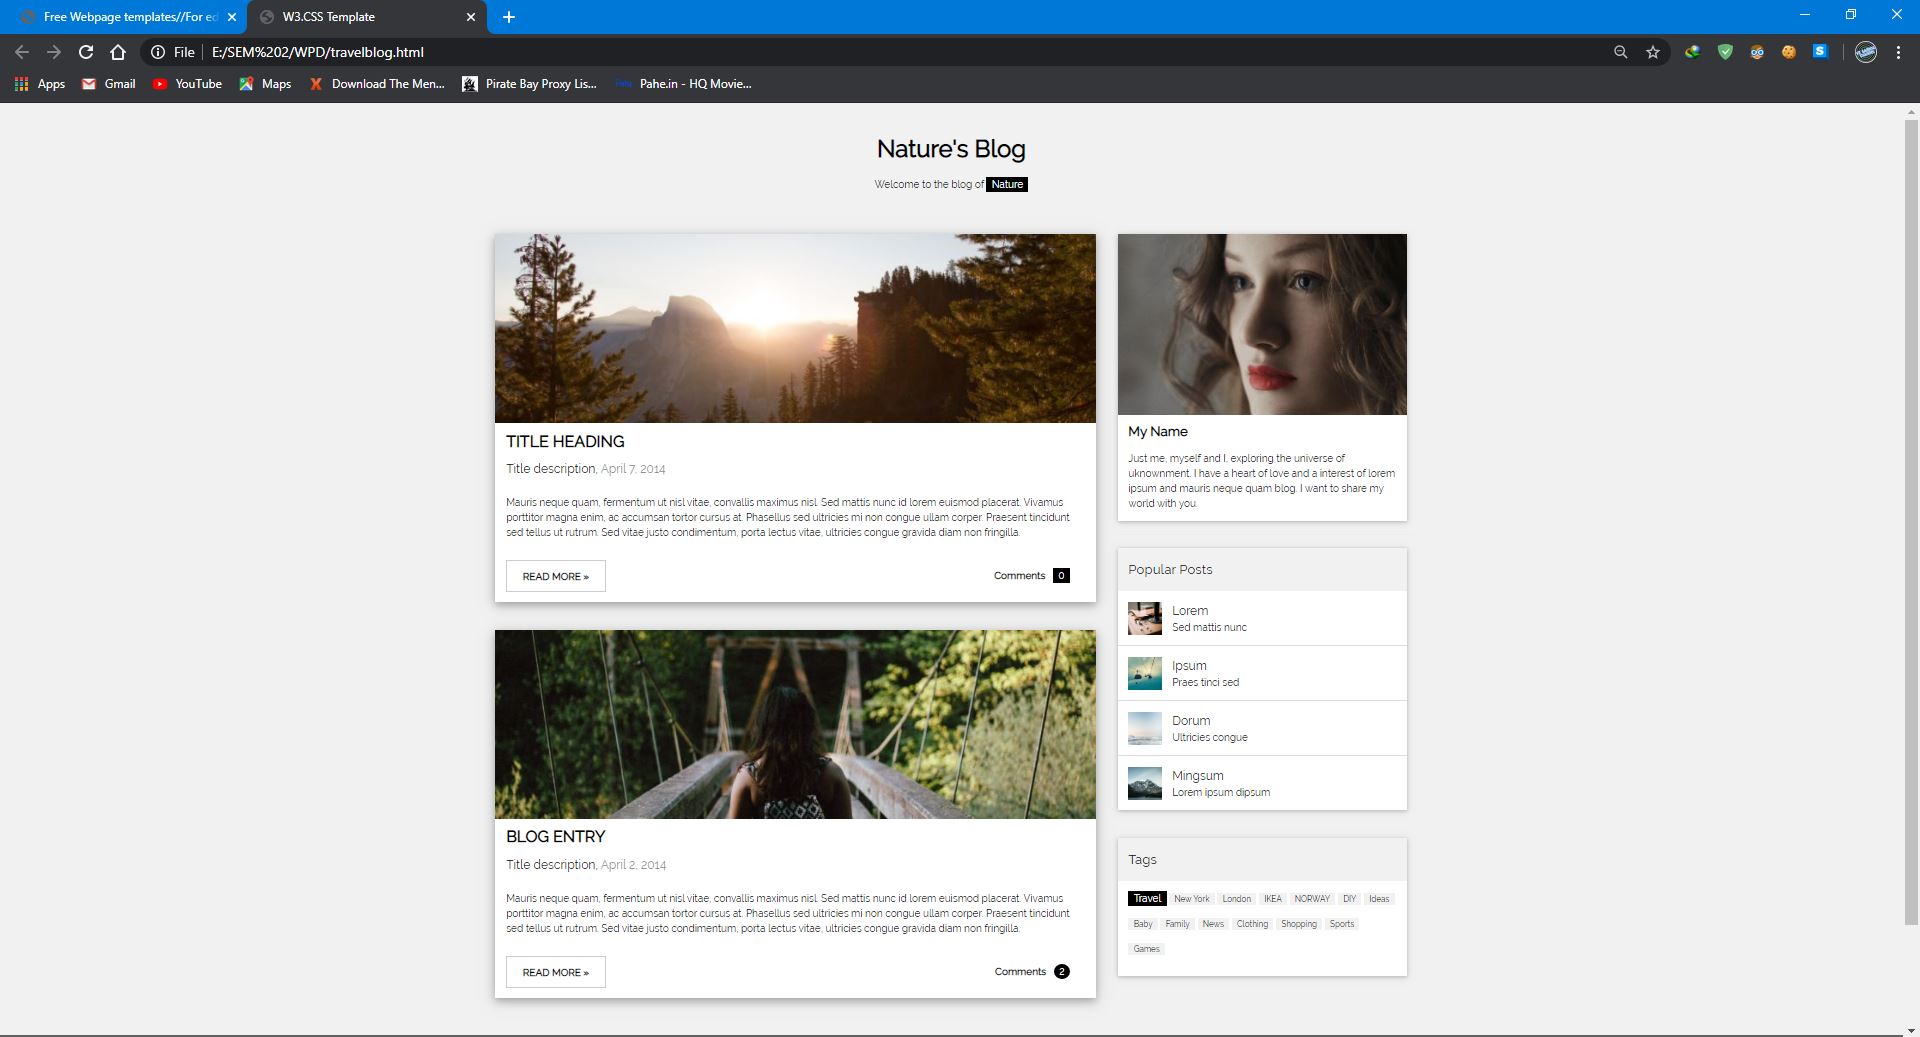 Free Webpage templates//For ed
W3.CSS Template
File
E:/SEM%202/WPD/travelblog.html
Apps
Gmail
YouTube
Maps
Download The Men...
Pirate Bay Proxy Lis...
Pahe.in - HQ Movie...
Nature's Blog
Welcome to the blog of Nature
TITLE HEADING
Title description, April 7, 2014
Mauris neque quam, fermentum ut nisl vitae, convallis maximus nisl. Sed mattis nunc id lorem euismod placerat. Vivamus
porttitor magna enim, ac accumsan tortor cursus at. Phasellus sed ultricies mi non congue ullam corper. Praesent tincidunt
sed tellus ut rutrum. Sed vitae justo condimentum, porta lectus vitae, ultricies congue gravida diam non fringilla.
READ MORE »
Comments 0
BLOG ENTRY
Title description, April 2, 2014
Mauris neque quam, fermentum ut nisl vitae, convallis maximus nisl. Sed mattis nunc id lorem euismod placerat. Vivamus
porttitor magna enim, ac accumsan tortor cursus at. Phasellus sed ultricies mi non congue ullam corper. Praesent tincidunt
sed tellus ut rutrum. Sed vitae justo condimentum, porta lectus vitae, ultricies congue gravida diam non fringilla.
READ MORE »
Comments 2
My Name
Just me, myself and I, exploring the universe of
uknownment. I have a heart of love and a interest of lorem
ipsum and mauris neque quam blog. I want to share my
world with you.
Popular Posts
Lorem
Sed mattis nunc
Ipsum
Praes tinci sed
Dorum
Ultricies congue
Mingsum
Lorem ipsum dipsum
Tags
Travel New York London IKEA NORWAY DIY Ideas
Baby Family News Clothing Shopping Sports
Games